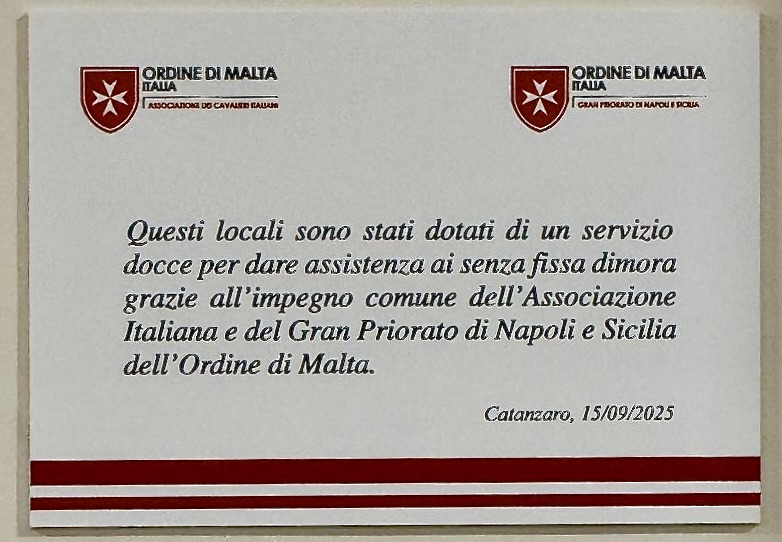 ORDINE DI MALTA
ITALIA
ASSOCIAZIONE DEI CAVALIERI ITALIANI
ORDINE DI MALTA
ITALIA
GRAN PRIORATO DI NAPOLI E SICILIA
Questi locali sono stati dotati di un servizio
docce per dare assistenza ai senza fissa dimora
grazie all'impegno comune dell'Associazione
Italiana e del Gran Priorato di Napoli e Sicilia
dell'Ordine di Malta.
Catanzaro, 15/09/2025